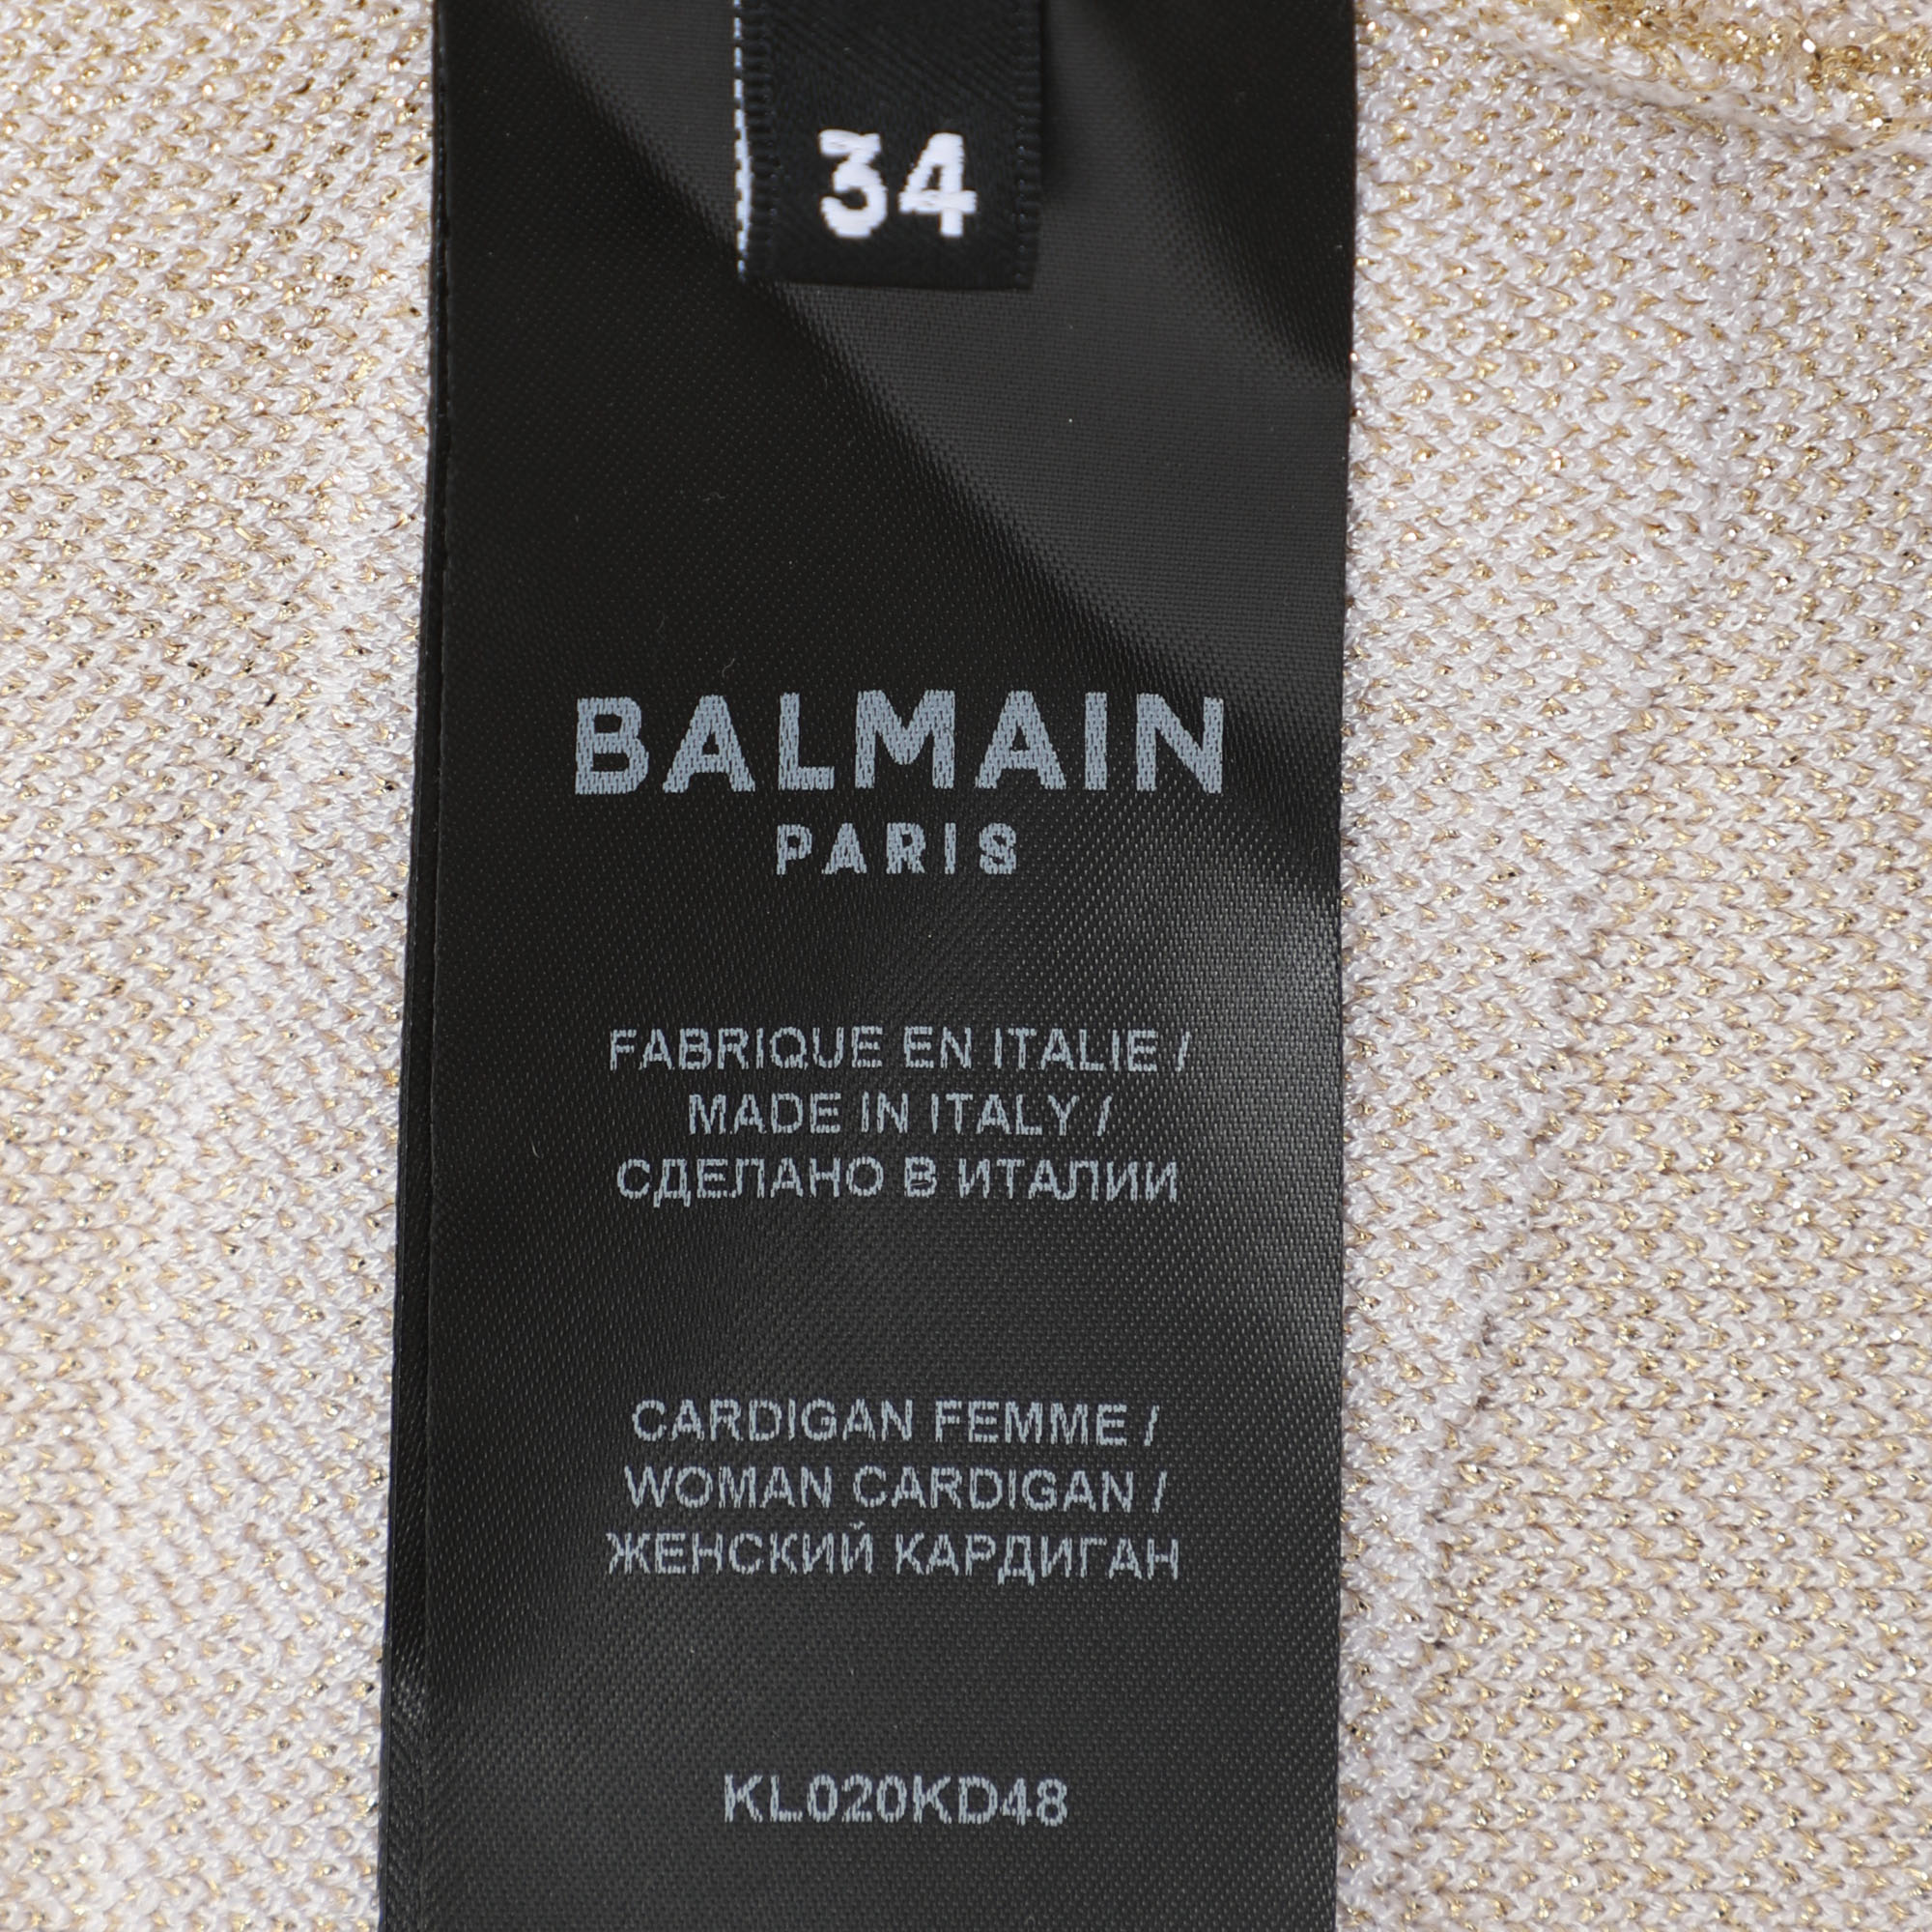 34
BALMAIN
PARIS
FABRIQUE EN ITALIE /
MADE IN ITALY /
СДЕЛАНО В ИТАЛИИ
CARDIGAN FEMME /
WOMAN CARDIGAN /
ЖЕНСКИЙ КАРДИГАН
KL020KD48